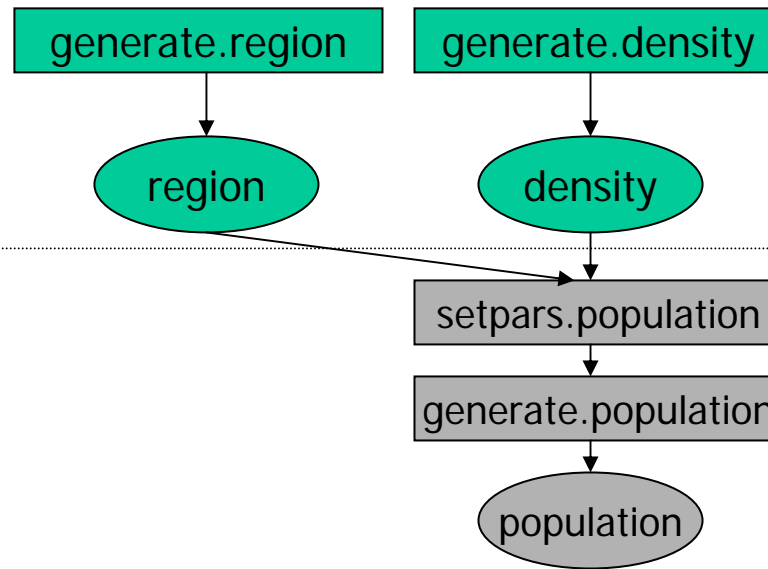 generate.region
generate.density
region
density
setpars.population
generate.population
population